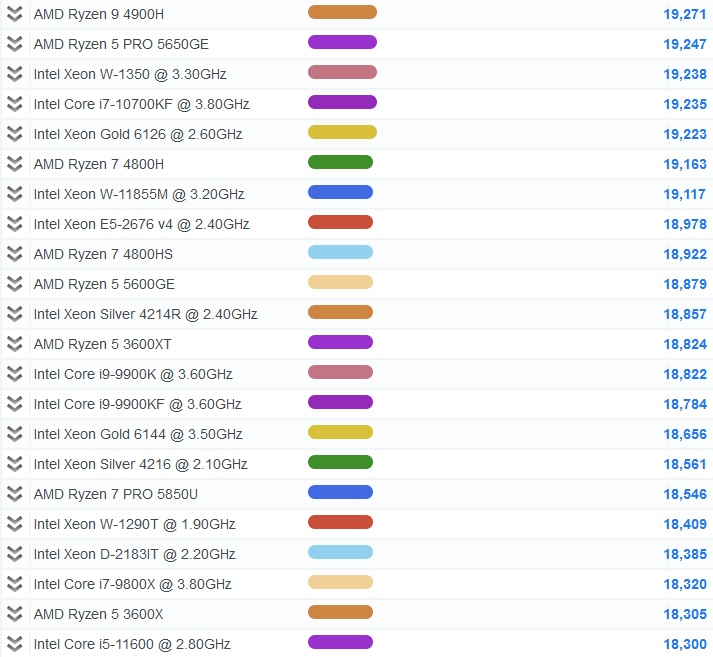 AMD Ryzen 9 4900H 19,271
AMD Ryzen 5 PRO 5650GE 19,247
Intel Xeon W-1350 @ 3.30GHz 19,238
Intel Core i7-10700KF @ 3.80GHz 19,235
Intel Xeon Gold 6126 @ 2.60GHz 19,223
AMD Ryzen 7 4800H 19,163
Intel Xeon W-11855M @ 3.20GHz 19,117
Intel Xeon E5-2676 v4 @ 2.40GHz 18,978
AMD Ryzen 7 4800HS 18,922
AMD Ryzen 5 5600GE 18,879
Intel Xeon Silver 4214R @ 2.40GHz 18,857
AMD Ryzen 5 3600XT 18,824
Intel Core i9-9900K @ 3.60GHz 18,822
Intel Core i9-9900KF @ 3.60GHz 18,784
Intel Xeon Gold 6144 @ 3.50GHz 18,656
Intel Xeon Silver 4216 @ 2.10GHz 18,561
AMD Ryzen 7 PRO 5850U 18,546
Intel Xeon W-1290T @ 1.90GHz 18,409
Intel Xeon D-2183IT @ 2.20GHz 18,385
Intel Core i7-9800X @ 3.80GHz 18,320
AMD Ryzen 5 3600X 18,305
Intel Core i5-11600 @ 2.80GHz 18,300